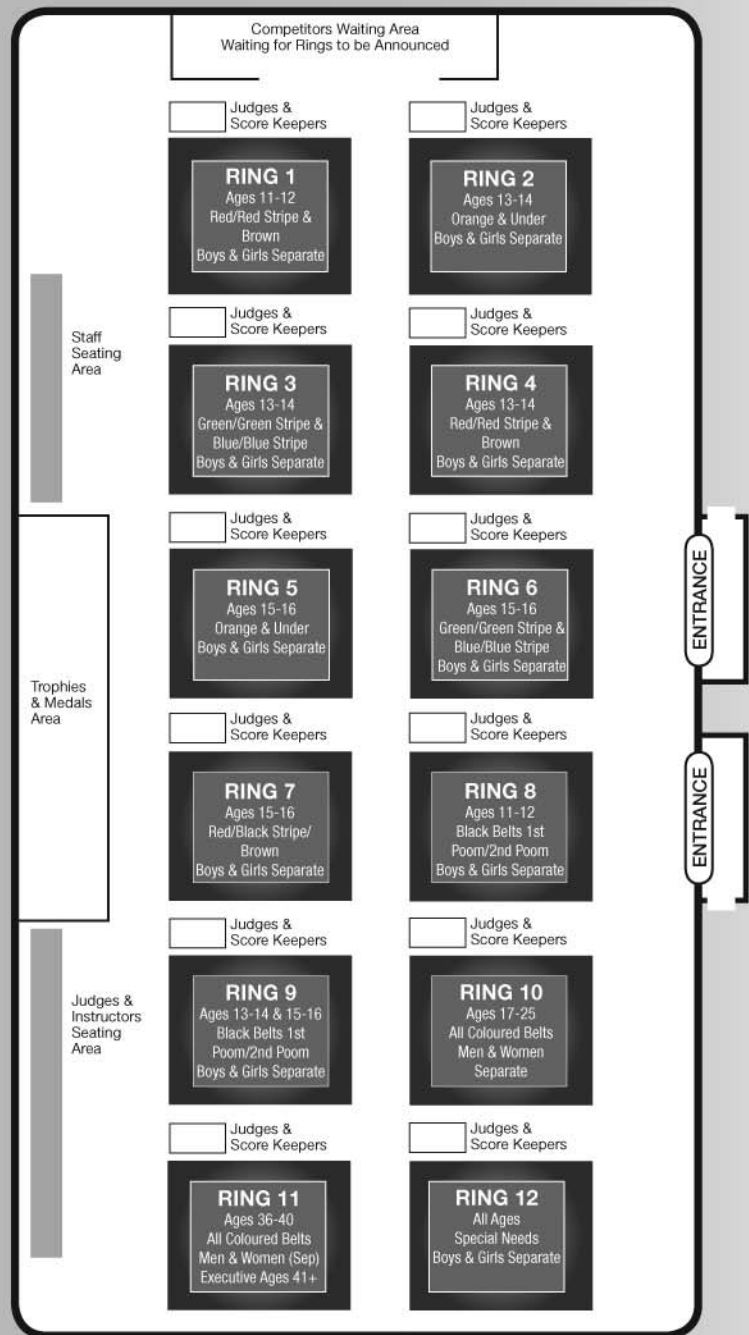 Competitors Waiting Area
Waiting for Rings to be Announced
Judges &
Score Keepers
Judges &
Score Keepers
RING 1
Ages 11-12
Red/Red Stripe &
Brown
Boys & Girls Separate
RING 2
Ages 13-14
Orange & Under
Boys & Girls Separate
Staff
Seating
Area
Judges &
Score Keepers
Judges &
Score Keepers
RING 3
Ages 13-14
Green/Green Stripe &
Blue/Blue Stripe
Boys & Girls Separate
RING 4
Ages 13-14
Red/Red Stripe &
Brown
Boys & Girls Separate
Judges &
Score Keepers
Judges &
Score Keepers
RING 5
Ages 15-16
Orange & Under
Boys & Girls Separate
RING 6
Ages 15-16
Green/Green Stripe &
Blue/Blue Stripe
Boys & Girls Separate
ENTRANCE
Trophies
& Medals
Area
Judges &
Score Keepers
Judges &
Score Keepers
RING 7
Ages 15-16
Red/Black Stripe/
Brown
Boys & Girls Separate
RING 8
Ages 11-12
Black Belts 1st
Poom/2nd Poom
Boys & Girls Separate
ENTRANCE
Judges &
Score Keepers
Judges &
Score Keepers
Judges &
Instructors
Seating
Area
RING 9
Ages 13-14 & 15-16
Black Belts 1st
Poom/2nd Poom
Boys & Girls Separate
RING 10
Ages 17-25
All Coloured Belts
Men & Women
Separate
Judges &
Score Keepers
Judges &
Score Keepers
RING 11
Ages 36-40
All Coloured Belts
Men & Women (Sep)
Executive Ages 41+
RING 12
All Ages
Special Needs
Boys & Girls Separate